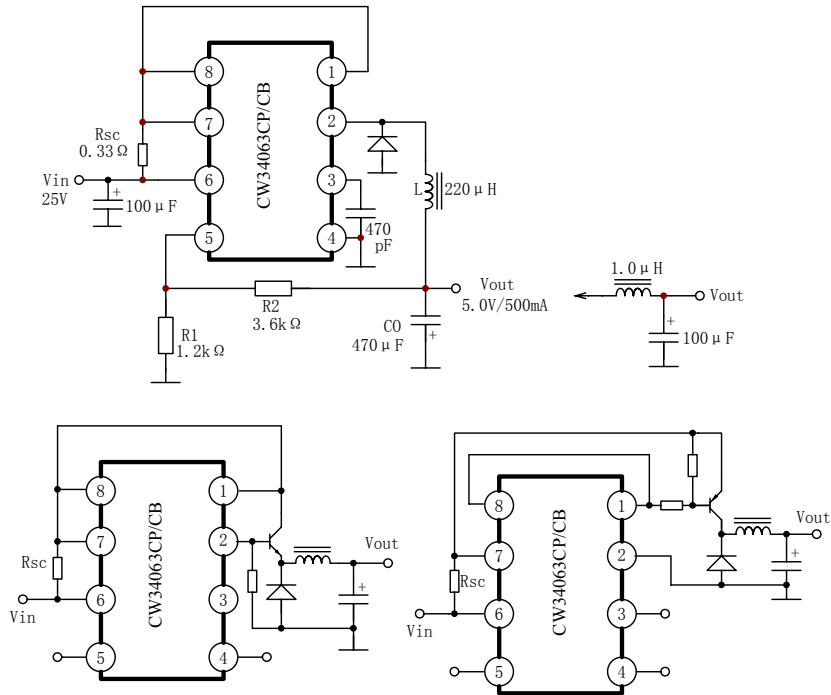 8
1
7
2
6
3
5
4
CW34063CP/CB
Rsc
0.33Ω
Vin
25V
100μF
470
pF
L
220μH
R2
3.6kΩ
R1
1.2kΩ
CO
470μF
Vout
5.0V/500mA
1.0μH
Vout
100μF
8
1
7
2
6
3
5
4
CW34063CP/CB
Rsc
Vin
Vout
8
1
7
2
6
3
5
4
CW34063CP/CB
Rsc
Vin
Vout